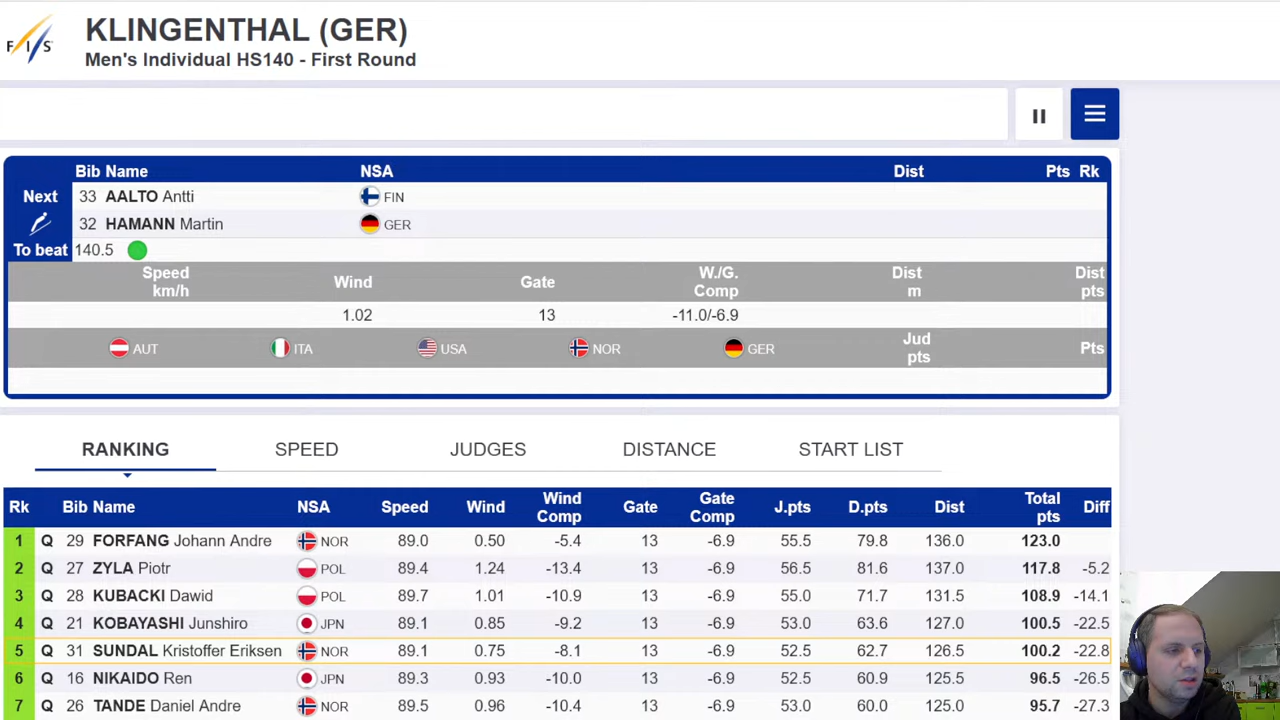 FIS
KLINGENTHAL (GER)
Men's Individual HS140 - First Round
Bib Name NSA Dist Pts Rk
Next 33 AALTO Antti FIN
32 HAMANN Martin GER
To beat 140.5
Speed km/h Wind Gate W./G. Comp Dist m Dist pts
1.02 13 -11.0/-6.9
AUT ITA USA NOR GER Jud pts Pts
RANKING SPEED JUDGES DISTANCE START LIST
Rk Bib Name NSA Speed Wind Wind Comp Gate Gate Comp J.pts D.pts Dist Total pts Diff
1 Q 29 FORFANG Johann Andre NOR 89.0 0.50 -5.4 13 -6.9 55.5 79.8 136.0 123.0
2 Q 27 ZYLA Piotr POL 89.4 1.24 -13.4 13 -6.9 56.5 81.6 137.0 117.8 -5.2
3 Q 28 KUBACKI Dawid POL 89.7 1.01 -10.9 13 -6.9 55.0 71.7 131.5 108.9 -14.1
4 Q 21 KOBAYASHI Junshiro JPN 89.1 0.85 -9.2 13 -6.9 53.0 63.6 127.0 100.5 -22.5
5 Q 31 SUNDAL Kristoffer Eriksen NOR 89.1 0.75 -8.1 13 -6.9 52.5 62.7 126.5 100.2 -22.8
6 Q 16 NIKAIDO Ren JPN 89.3 0.93 -10.0 13 -6.9 52.5 60.9 125.5 96.5 -26.5
7 Q 26 TANDE Daniel Andre NOR 89.5 0.96 -10.4 13 -6.9 53.0 60.0 125.0 95.7 -27.3